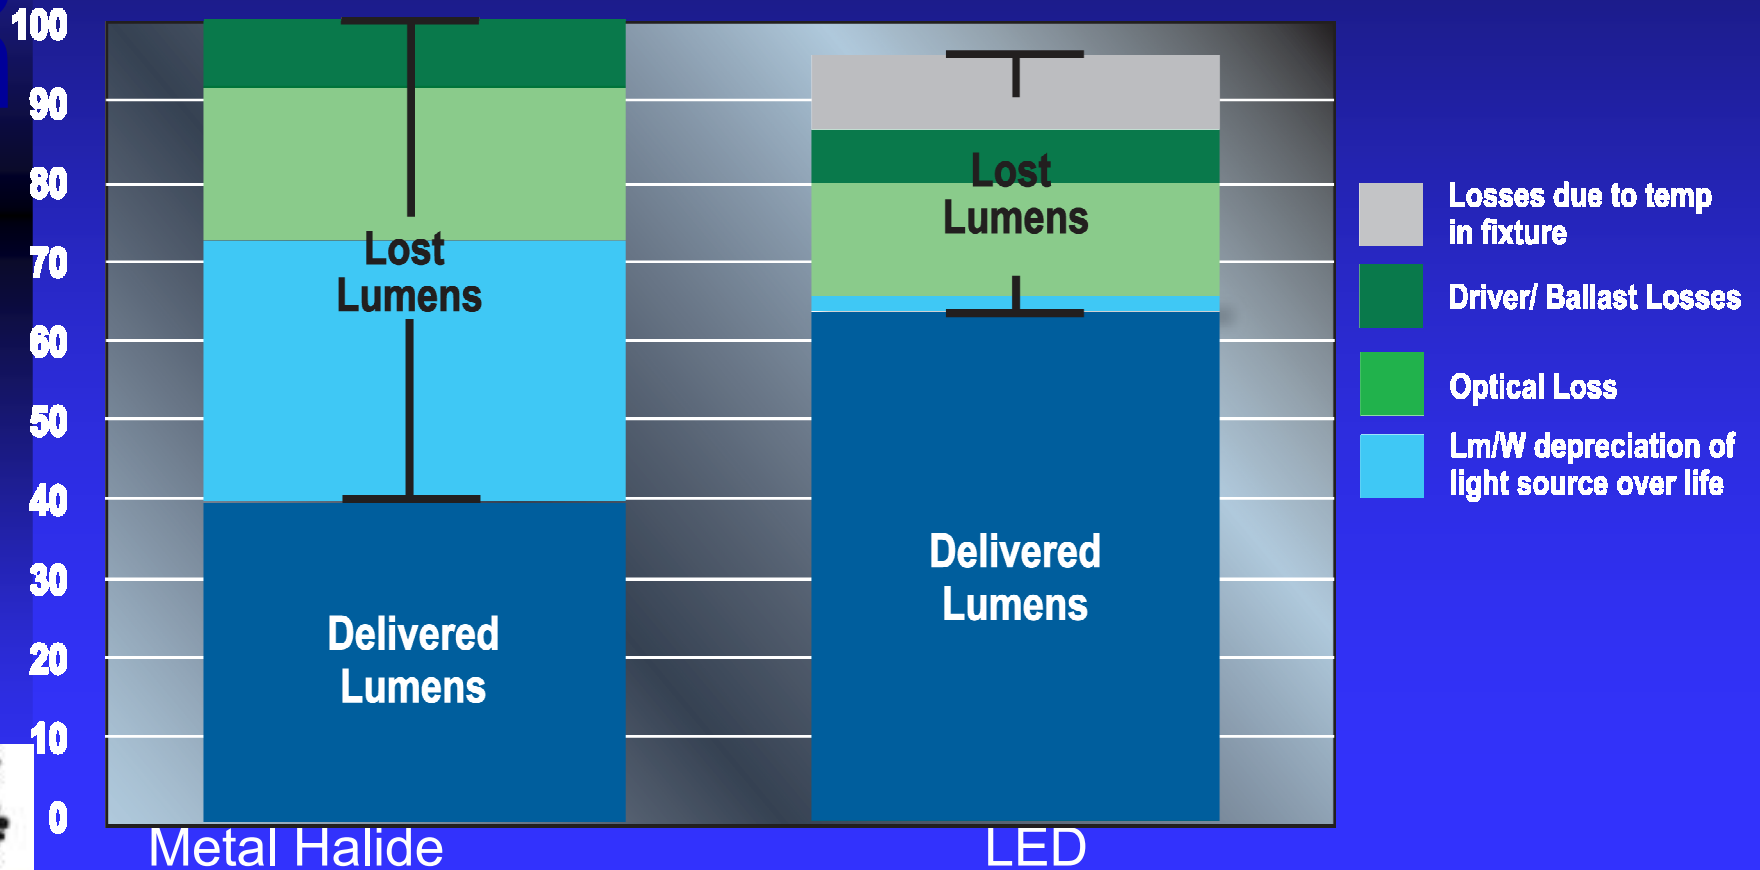 100
90
80
70
60
50
40
30
20
10
0
Lost
Lumens
Delivered
Lumens
Metal Halide
Lost
Lumens
Delivered
Lumens
LED
Losses due to temp
in fixture
Driver/ Ballast Losses
Optical Loss
Lm/W depreciation of
light source over life